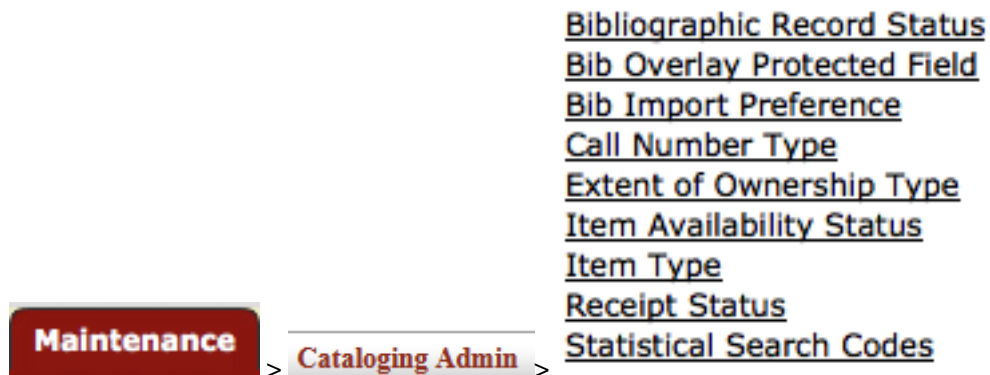 Bibliographic Record Status
Bib Overlay Protected Field
Bib Import Preference
Call Number Type
Extent of Ownership Type
Item Availability Status
Item Type
Receipt Status
Maintenance > Cataloging Admin > Statistical Search Codes